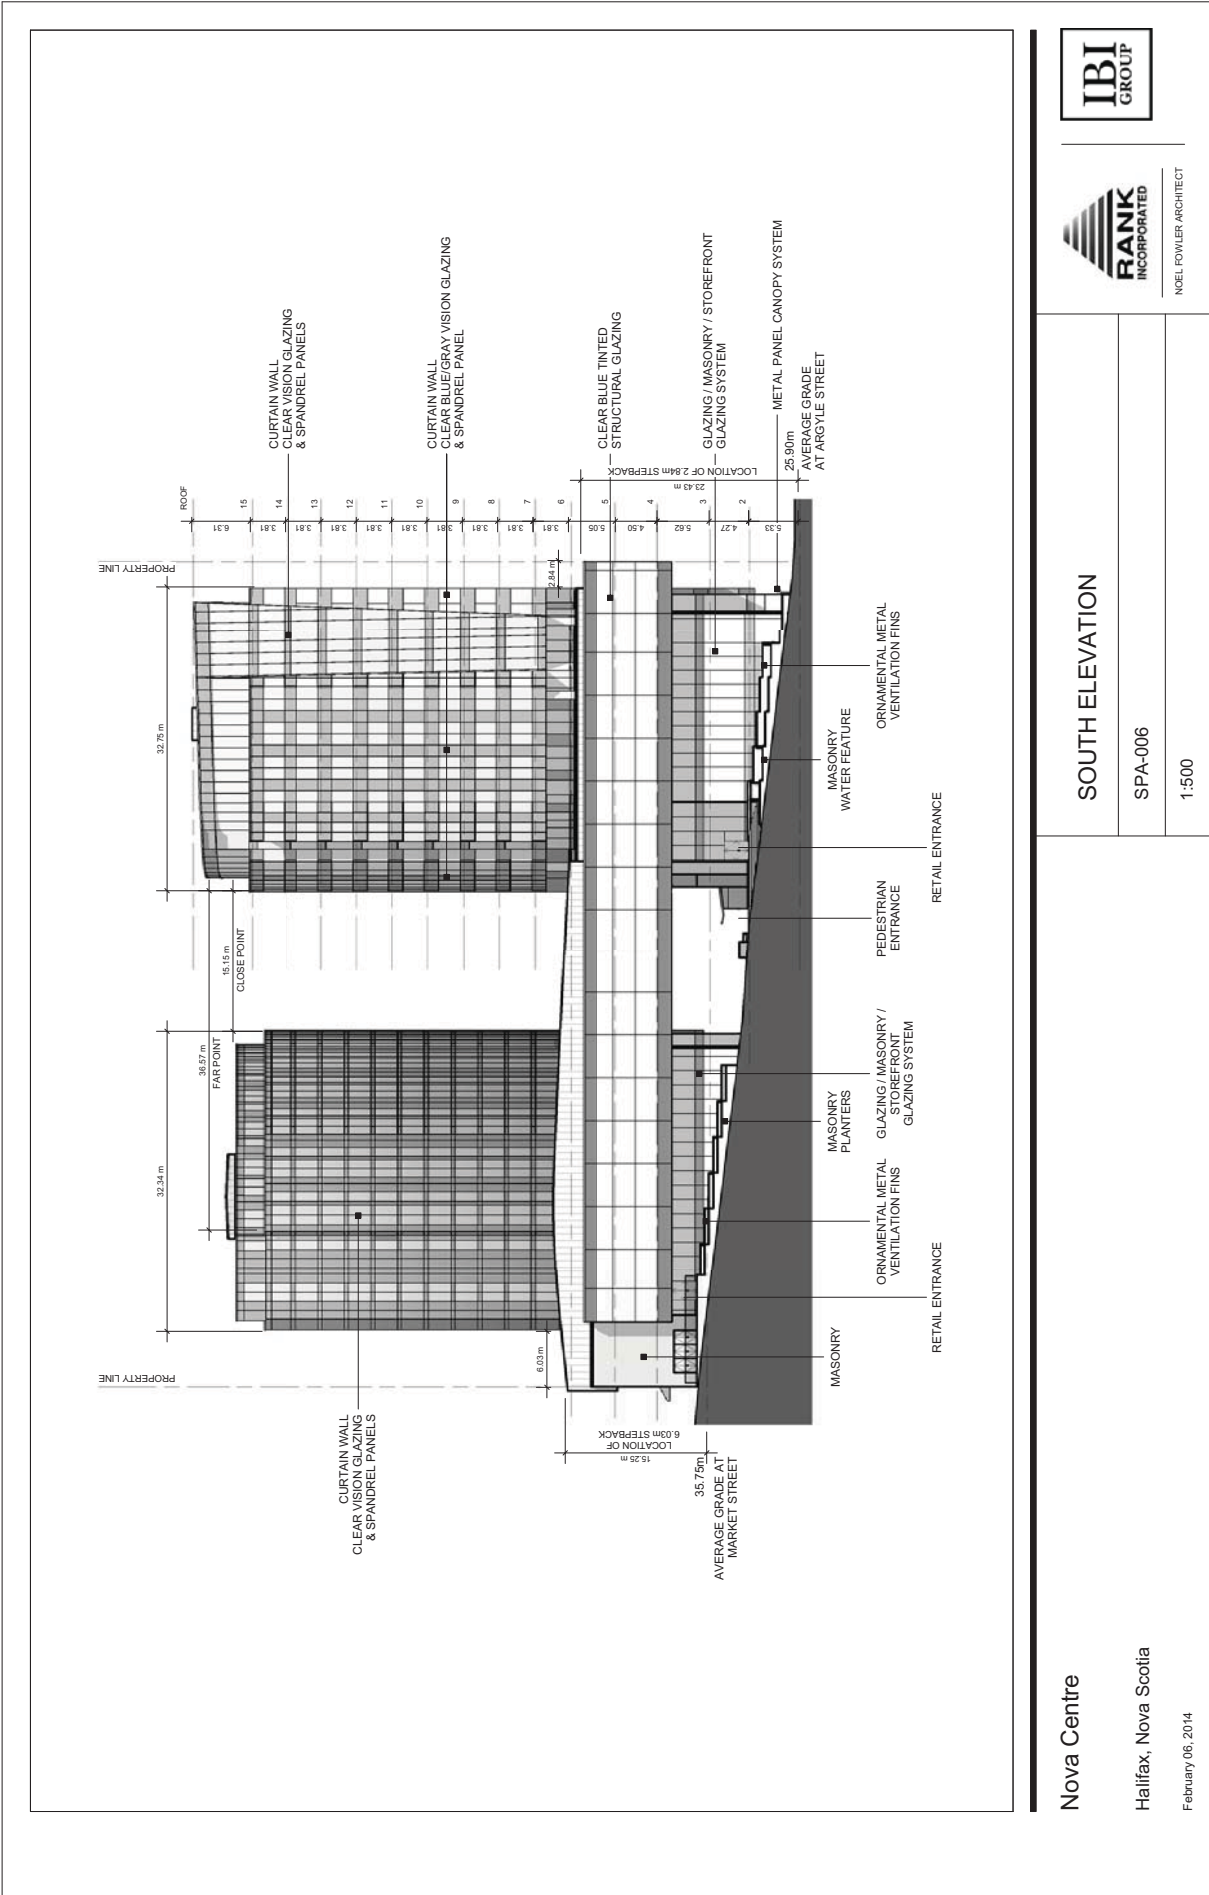 PROPERTY LINE
PROPERTY LINE
32.34 m
32.75 m
36.57 m
FAR POINT
15.15 m
CLOSE POINT
6.03m
2.84 m
CURTAIN WALL
CLEAR VISION GLAZING
& SPANDREL PANELS
LOCATION OF
6.03m STEPBACK
15.25 m
35.75m
AVERAGE GRADE AT
MARKET STREET
ROOF
15
14
13
12
11
10
9
8
7
6
5
4
3
2
6.31
3.81
3.81
3.81
3.81
3.81
3.81
3.81
3.81
3.81
5.05
4.50
5.62
4.27
5.33
CURTAIN WALL
CLEAR VISION GLAZING
& SPANDREL PANELS
CURTAIN WALL
CLEAR BLUE/GRAY VISION GLAZING
& SPANDREL PANEL
CLEAR BLUE TINTED
STRUCTURAL GLAZING
LOCATION OF 2.84m STEPBACK
23.43 m
GLAZING / MASONRY / STOREFRONT
GLAZING SYSTEM
METAL PANEL CANOPY SYSTEM
25.90m
AVERAGE GRADE
AT ARGYLE STREET
MASONRY
RETAIL ENTRANCE
ORNAMENTAL METAL
VENTILATION FINS
MASONRY
PLANTERS
GLAZING / MASONRY /
STOREFRONT
GLAZING SYSTEM
PEDESTRIAN
ENTRANCE
RETAIL ENTRANCE
MASONRY
WATER FEATURE
ORNAMENTAL METAL
VENTILATION FINS
Nova Centre
Halifax, Nova Scotia
February 06, 2014
SOUTH ELEVATION
SPA-006
1:500
RANK
INCORPORATED
NOEL FOWLER ARCHITECT
IBI
GROUP